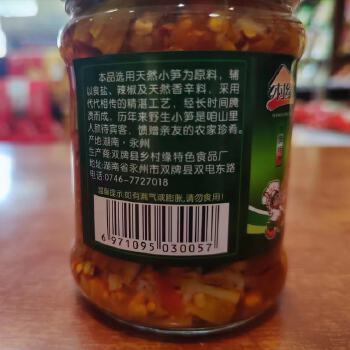 本品选用天然小笋为原料，辅
以食盐、辣椒及天然香辛料，采用
代代相传的精湛工艺，经长时间腌
渍而成。历年来野生小笋是咱山里
人款待宾客、馈赠亲友的农家珍肴。
产地:湖南·永州
生产商:双牌县乡村缘特色食品厂
地址:湖南省永州市双牌县双电东路
电话:0746-7727018
温馨提示:如有漏气或膨胀,请勿食用!
6 971095 030057